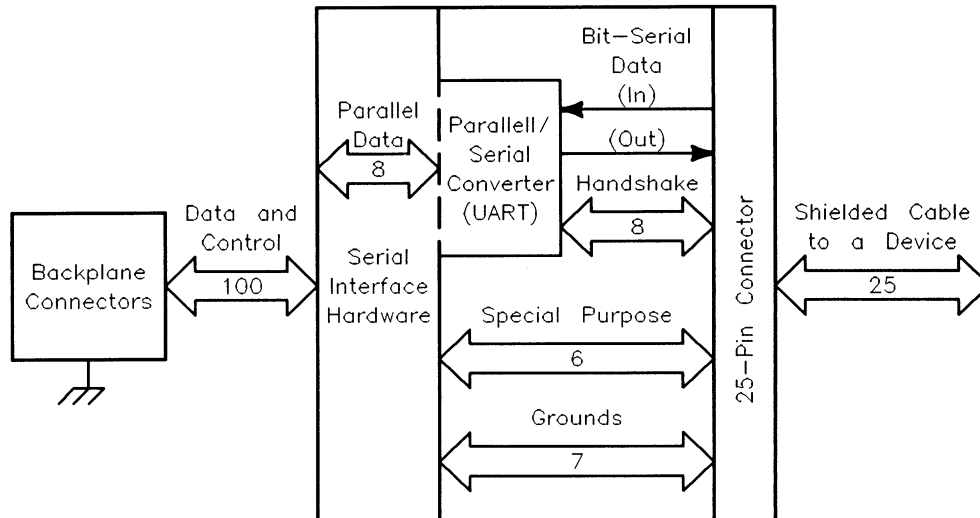 Backplane
Connectors
Data and
Control
100
Parallel
Data
8
Serial
Interface
Hardware
Parallell/
Serial
Converter
(UART)
Bit-Serial
Data
(In)
(Out)
Handshake
8
Special Purpose
6
Grounds
7
25-Pin Connector
Shielded Cable
to a Device
25